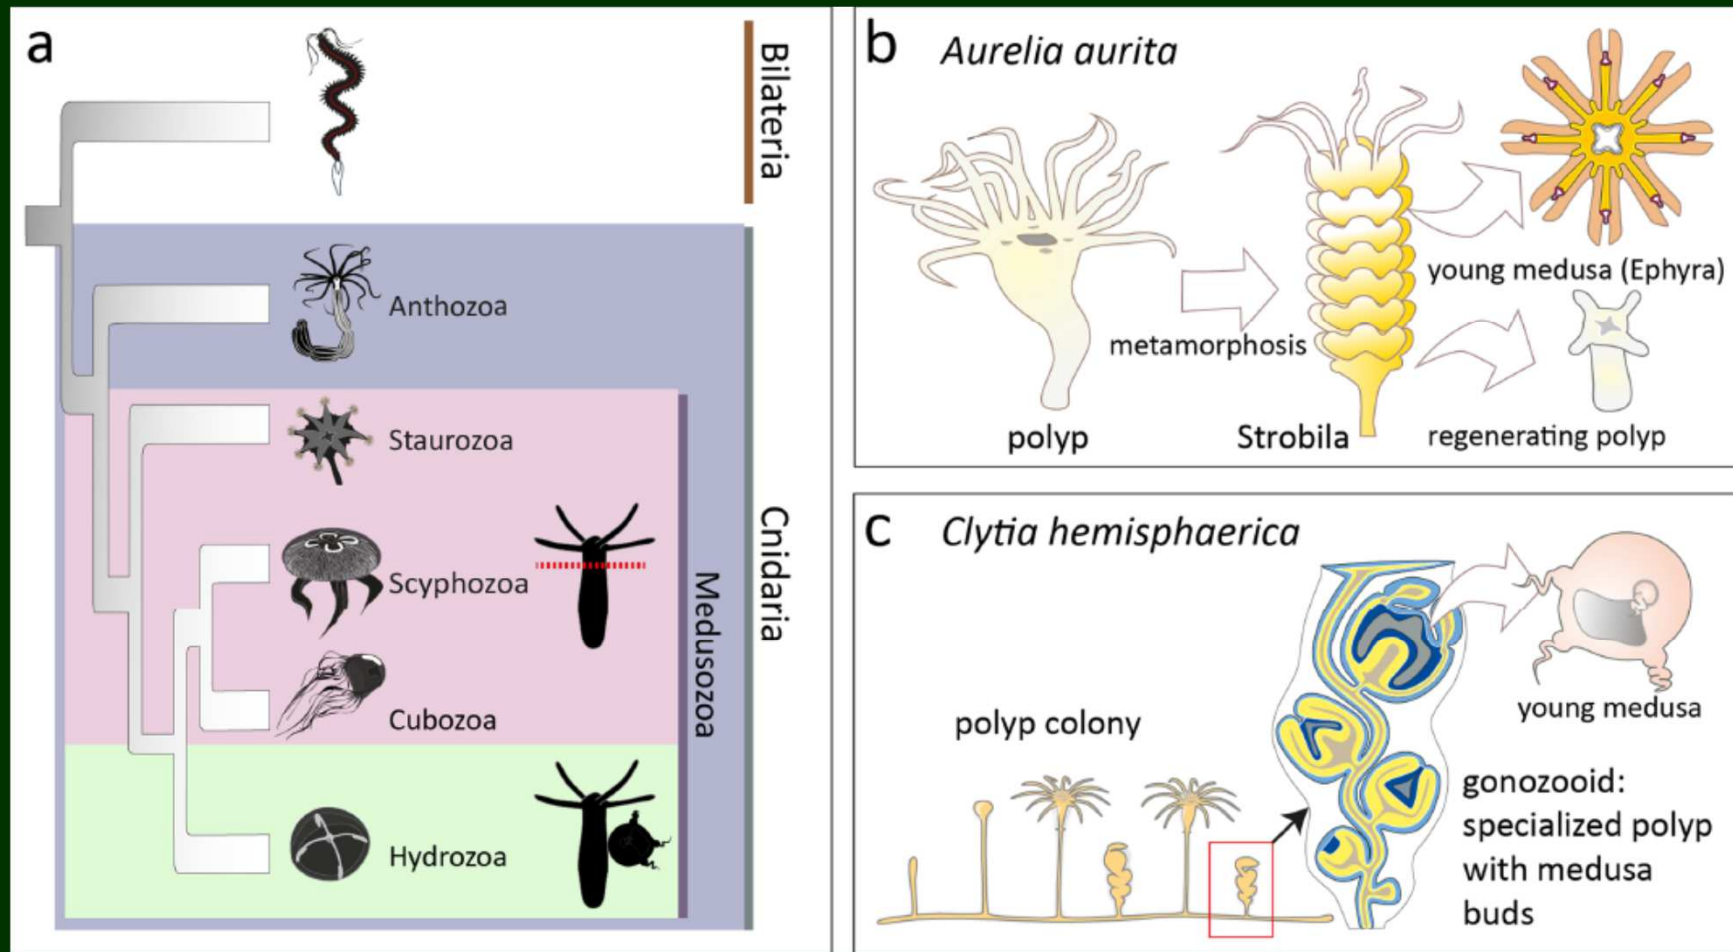 a
Bilateria
Anthozoa
Staurozoa
Scyphozoa
Cubozoa
Hydrozoa
Medusozoa
Cnidaria
b
Aurelia aurita
polyp
metamorphosis
Strobila
young medusa (Ephyra)
regenerating polyp
c
Clytia hemisphaerica
polyp colony
young medusa
gonozooid:
specialized polyp
with medusa
buds